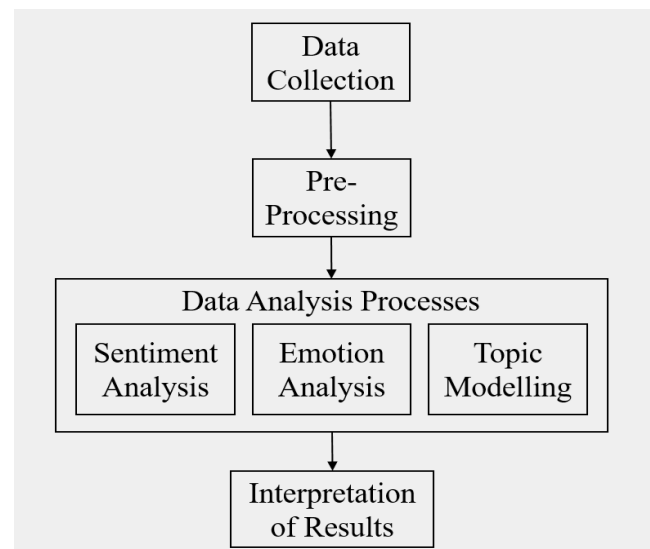 Data
Collection
Pre-
Processing
Data Analysis Processes
Sentiment
Analysis
Emotion
Analysis
Topic
Modelling
Interpretation
of Results